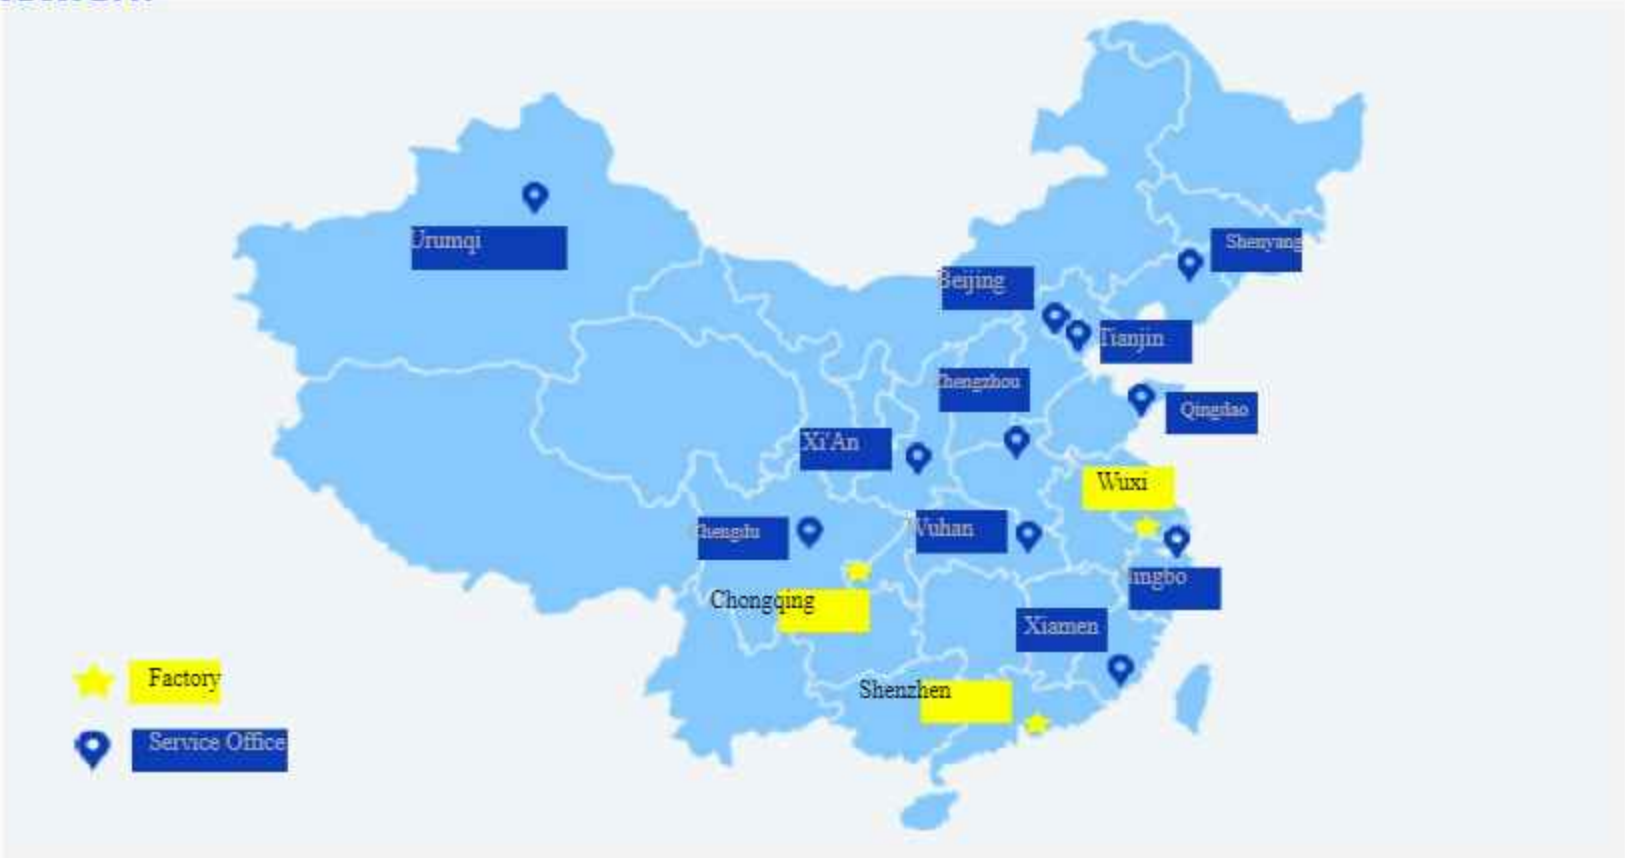 Urumqi
Shenyang
Beijing
Tianjin
Zhengzhou
Qingdao
Xi'An
Wuxi
Chengdu
Wuhan
Ningbo
Chongqing
Xiamen
Shenzhen
Factory
Service Office